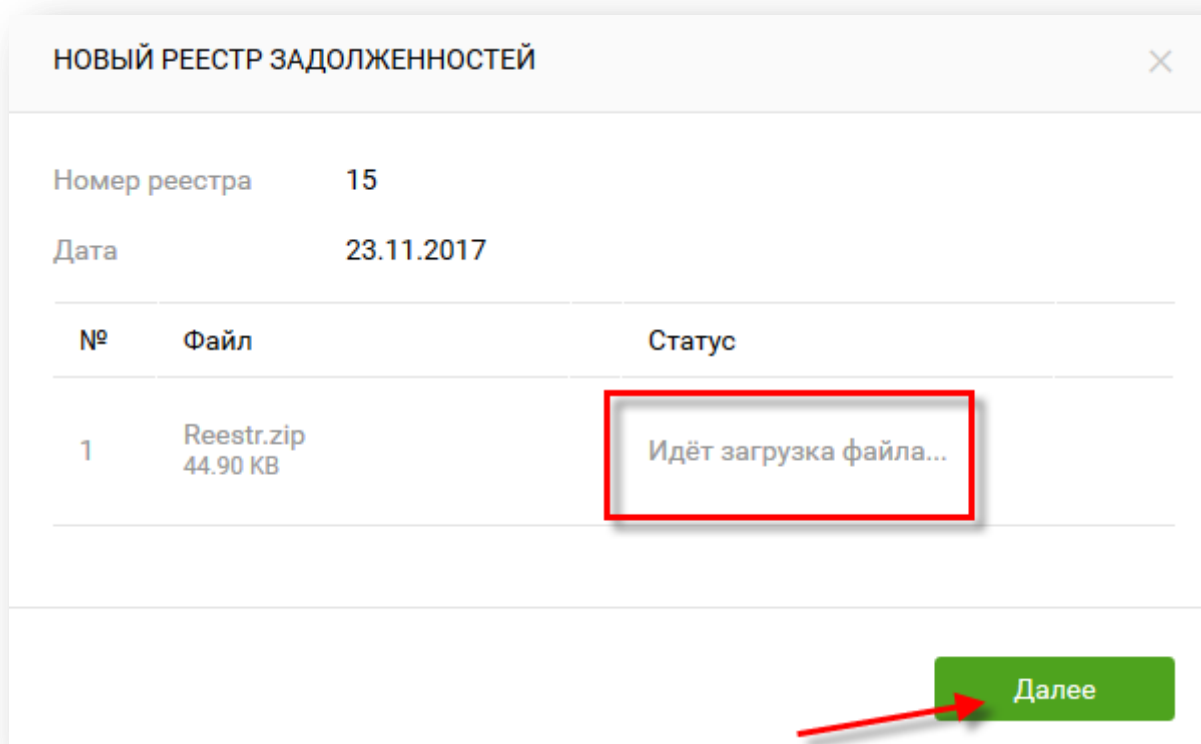 НОВЫЙ РЕЕСТР ЗАДОЛЖЕННОСТЕЙ
Номер реестра 15
Дата 23.11.2017
№ Файл Статус
1 Reestr.zip Идёт загрузка файла...
44.90 KB
Далее